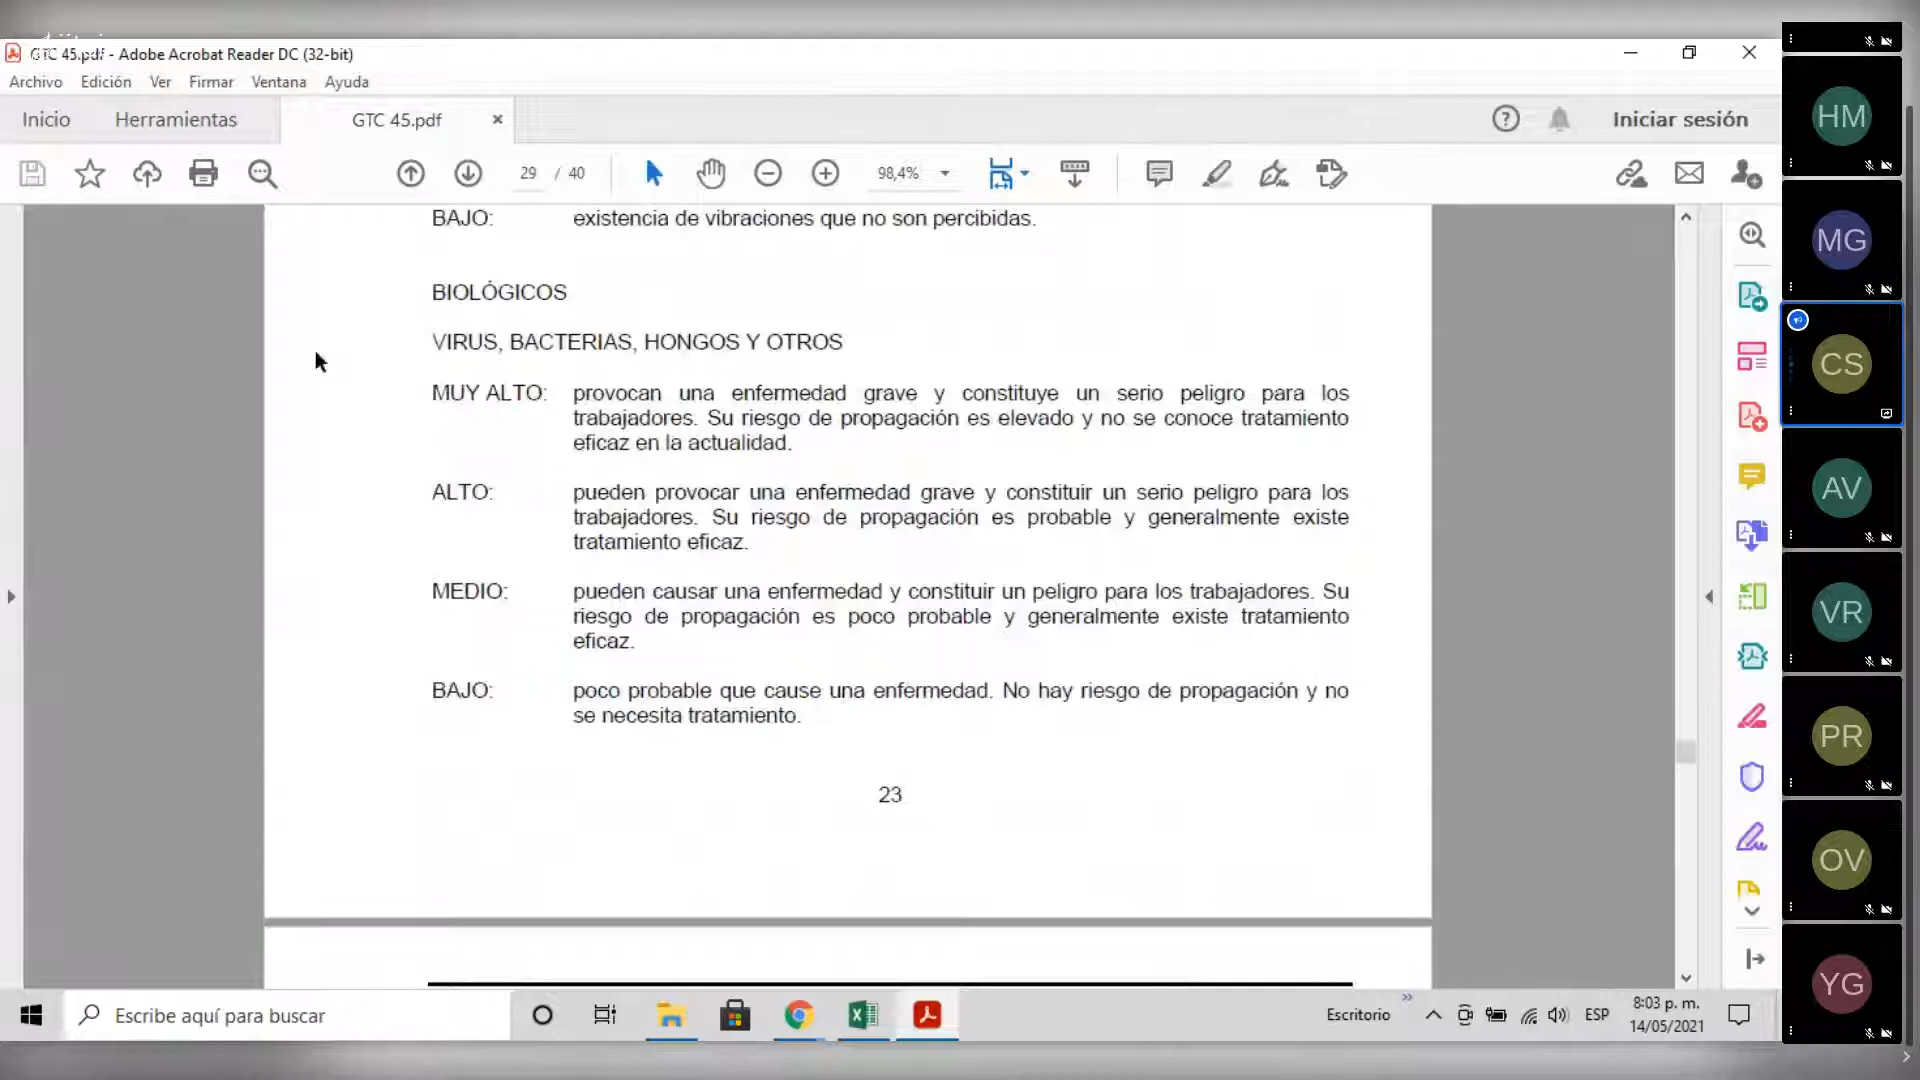 GTC 45.pdf - Adobe Acrobat Reader DC (32-bit)
Archivo Edición Ver Firmar Ventana Ayuda
Inicio Herramientas GTC 45.pdf × Iniciar sesión
29 / 40 98,4%
BAJO: existencia de vibraciones que no son percibidas.
BIOLÓGICOS
VIRUS, BACTERIAS, HONGOS Y OTROS
MUY ALTO: provocan una enfermedad grave y constituye un serio peligro para los
trabajadores. Su riesgo de propagación es elevado y no se conoce tratamiento
eficaz en la actualidad.
ALTO: pueden provocar una enfermedad grave y constituir un serio peligro para los
trabajadores. Su riesgo de propagación es probable y generalmente existe
tratamiento eficaz.
MEDIO: pueden causar una enfermedad y constituir un peligro para los trabajadores. Su
riesgo de propagación es poco probable y generalmente existe tratamiento
eficaz.
BAJO: poco probable que cause una enfermedad. No hay riesgo de propagación y no
se necesita tratamiento.
23
Escribe aquí para buscar
Escritorio ESP
8:03 p. m.
14/05/2021
HM
MG
CS
AV
VR
PR
OV
YG